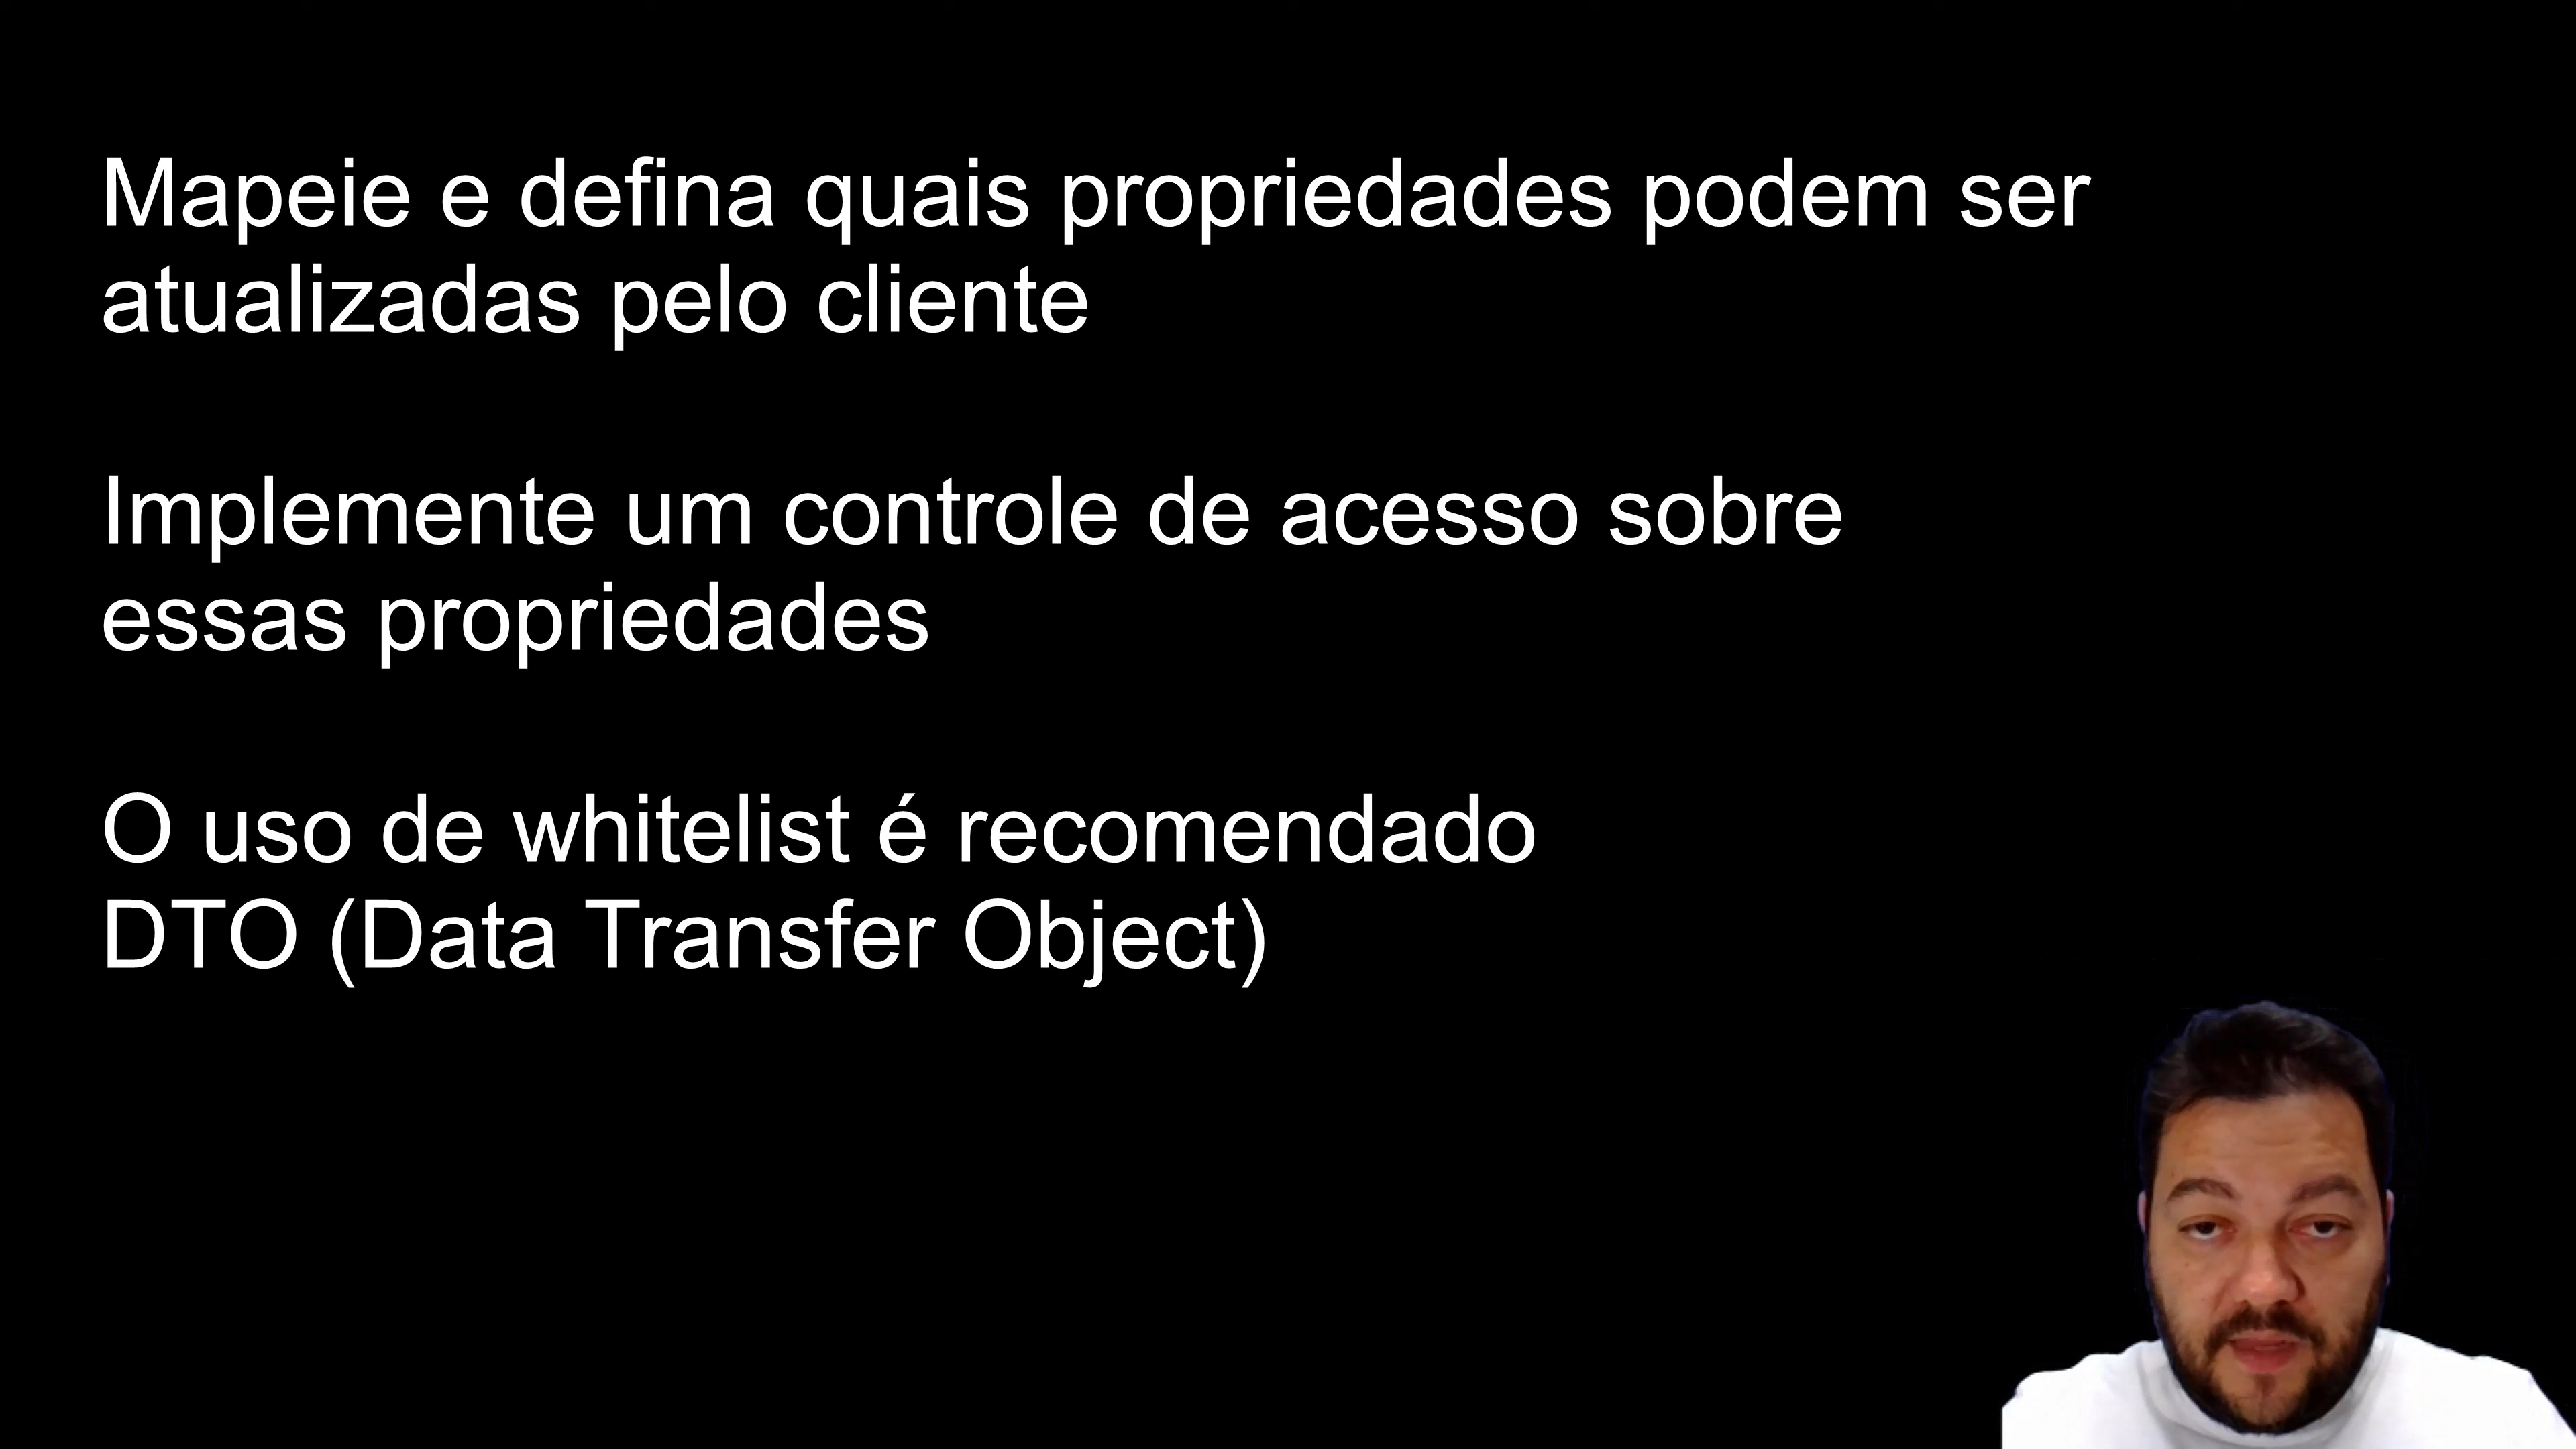 Mapeie e defina quais propriedades podem ser
atualizadas pelo cliente
Implemente um controle de acesso sobre
essas propriedades
O uso de whitelist é recomendado
DTO (Data Transfer Object)